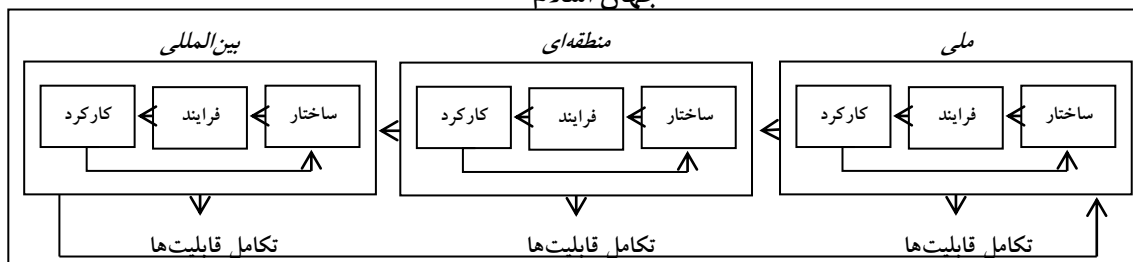 جهان اسلام
ملی
منطقه‌ای
بین‌المللی
ساختار
فرایند
کارکرد
ساختار
فرایند
کارکرد
ساختار
فرایند
کارکرد
تکامل قابلیت‌ها
تکامل قابلیت‌ها
تکامل قابلیت‌ها